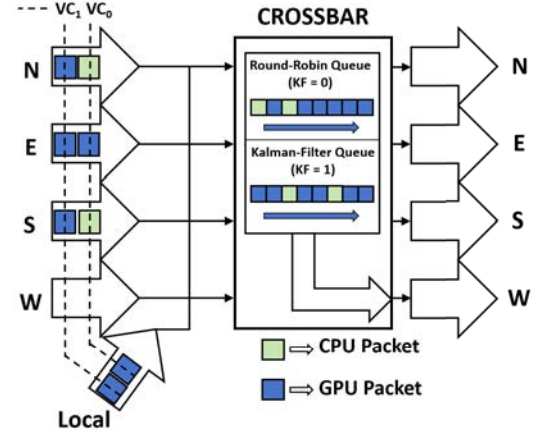 VC1 VC0
CROSSBAR
N
E
S
W
Local
Round-Robin Queue
(KF = 0)
Kalman-Filter Queue
(KF = 1)
N
E
S
W
CPU Packet
GPU Packet